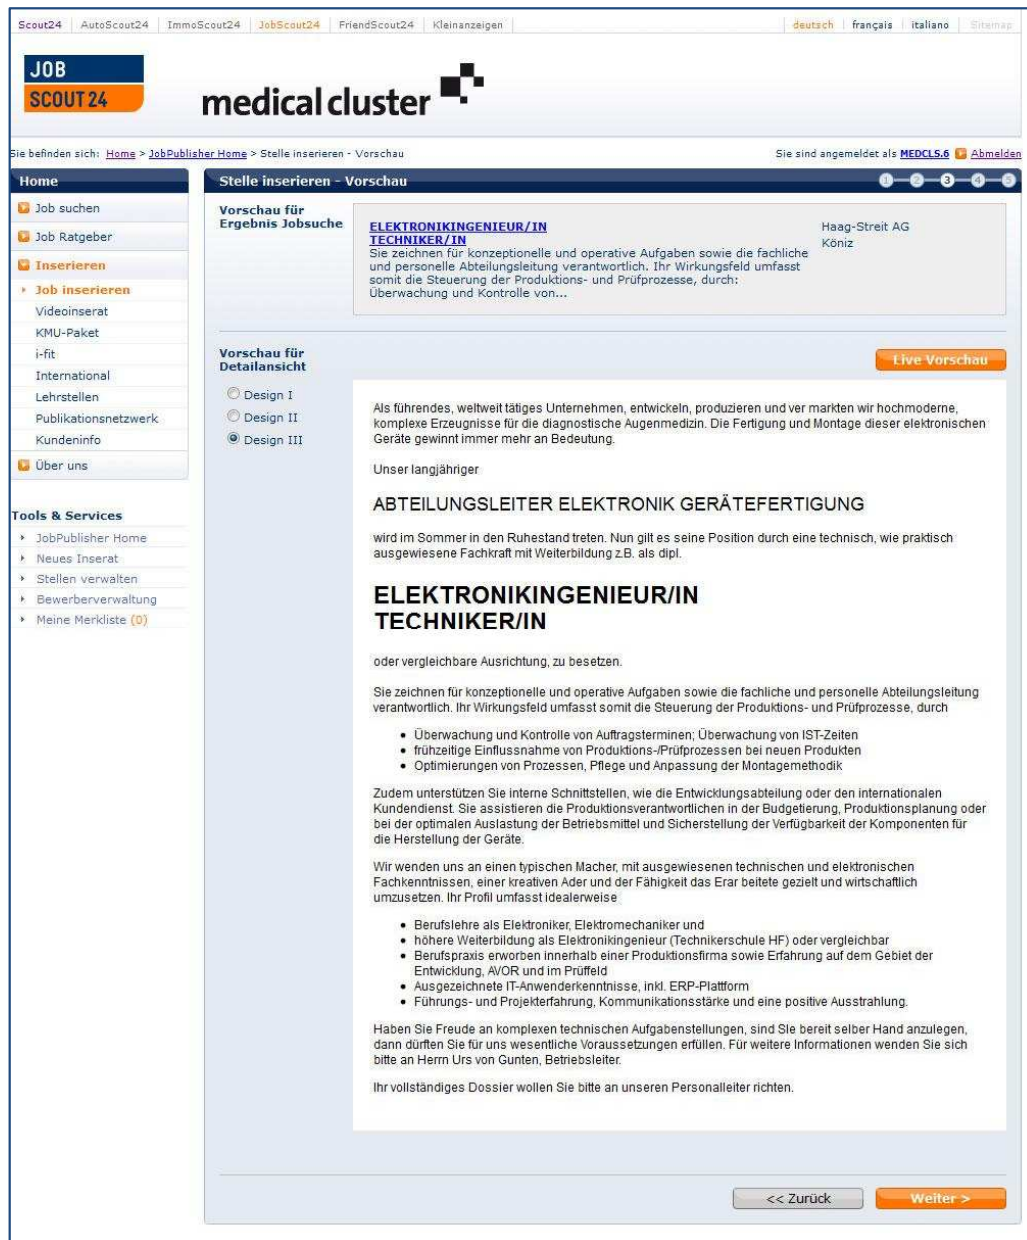 Scout24 AutoScout24 ImmoScout24 JobScout24 FriendScout24 Kleinanzeigen deutsch français italiano Sitemap
JOB
SCOUT 24
medical cluster
Sie befinden sich: Home > JobPublisher Home > Stelle inserieren - Vorschau Sie sind angemeldet als MEDCLS.6 Abmelden
Home
Job suchen
Job Ratgeber
Inserieren
Job inserieren
Videoinserat
KMU-Paket
i-fit
International
Lehrstellen
Publikationsnetzwerk
Kundeninfo
Über uns
Tools & Services
JobPublisher Home
Neues Inserat
Stellen verwalten
Bewerberverwaltung
Meine Merkliste (0)
Stelle inserieren - Vorschau 1 2 3 4 5
Vorschau für
Ergebnis Jobsuche
ELEKTRONIKINGENIEUR/IN
TECHNIKER/IN
Sie zeichnen für konzeptionelle und operative Aufgaben sowie die fachliche
und personelle Abteilungsleitung verantwortlich. Ihr Wirkungsfeld umfasst
somit die Steuerung der Produktions- und Prüfprozesse, durch:
Überwachung und Kontrolle von...
Haag-Streit AG
Köniz
Vorschau für
Detailansicht
Live Vorschau
Design I
Design II
Design III
Als führendes, weltweit tätiges Unternehmen, entwickeln, produzieren und ver markten wir hochmoderne,
komplexe Erzeugnisse für die diagnostische Augenmedizin. Die Fertigung und Montage dieser elektronischen
Geräte gewinnt immer mehr an Bedeutung.
Unser langjähriger
ABTEILUNGSLEITER ELEKTRONIK GERÄTEFERTIGUNG
wird im Sommer in den Ruhestand treten. Nun gilt es seine Position durch eine technisch, wie praktisch
ausgewiesene Fachkraft mit Weiterbildung z.B. als dipl.
ELEKTRONIKINGENIEUR/IN
TECHNIKER/IN
oder vergleichbare Ausrichtung, zu besetzen.
Sie zeichnen für konzeptionelle und operative Aufgaben sowie die fachliche und personelle Abteilungsleitung
verantwortlich. Ihr Wirkungsfeld umfasst somit die Steuerung der Produktions- und Prüfprozesse, durch
• Überwachung und Kontrolle von Auftragsterminen; Überwachung von IST-Zeiten
• frühzeitige Einflussnahme von Produktions-/Prüfprozessen bei neuen Produkten
• Optimierungen von Prozessen, Pflege und Anpassung der Montagemethodik
Zudem unterstützen Sie interne Schnittstellen, wie die Entwicklungsabteilung oder den internationalen
Kundendienst. Sie assistieren die Produktionsverantwortlichen in der Budgetierung, Produktionsplanung oder
bei der optimalen Auslastung der Betriebsmittel und Sicherstellung der Verfügbarkeit der Komponenten für
die Herstellung der Geräte.
Wir wenden uns an einen typischen Macher, mit ausgewiesenen technischen und elektronischen
Fachkenntnissen, einer kreativen Ader und der Fähigkeit das Erar beitete gezielt und wirtschaftlich
umzusetzen. Ihr Profil umfasst idealerweise
• Berufslehre als Elektroniker, Elektromechaniker und
• höhere Weiterbildung als Elektronikingenieur (Technikerschule HF) oder vergleichbar
• Berufspraxis erworben innerhalb einer Produktionsfirma sowie Erfahrung auf dem Gebiet der
Entwicklung, AVOR und im Prüffeld
• Ausgezeichnete IT-Anwenderkenntnisse, inkl. ERP-Plattform
• Führungs- und Projekterfahrung, Kommunikationsstärke und eine positive Ausstrahlung.
Haben Sie Freude an komplexen technischen Aufgabenstellungen, sind SIe bereit selber Hand anzulegen,
dann dürften Sie für uns wesentliche Voraussetzungen erfüllen. Für weitere Informationen wenden Sie sich
bitte an Herrn Urs von Gunten, Betriebsleiter.
Ihr vollständiges Dossier wollen Sie bitte an unseren Personalleiter richten.
<< Zurück Weiter >